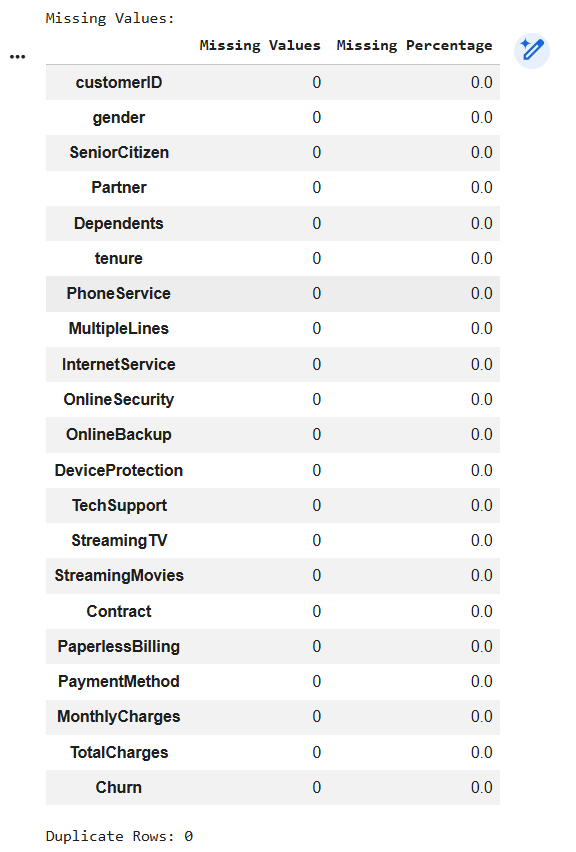 Missing Values:
Missing Values Missing Percentage
customerID 0 0.0
gender 0 0.0
SeniorCitizen 0 0.0
Partner 0 0.0
Dependents 0 0.0
tenure 0 0.0
PhoneService 0 0.0
MultipleLines 0 0.0
InternetService 0 0.0
OnlineSecurity 0 0.0
OnlineBackup 0 0.0
DeviceProtection 0 0.0
TechSupport 0 0.0
StreamingTV 0 0.0
StreamingMovies 0 0.0
Contract 0 0.0
PaperlessBilling 0 0.0
PaymentMethod 0 0.0
MonthlyCharges 0 0.0
TotalCharges 0 0.0
Churn 0 0.0
Duplicate Rows: 0